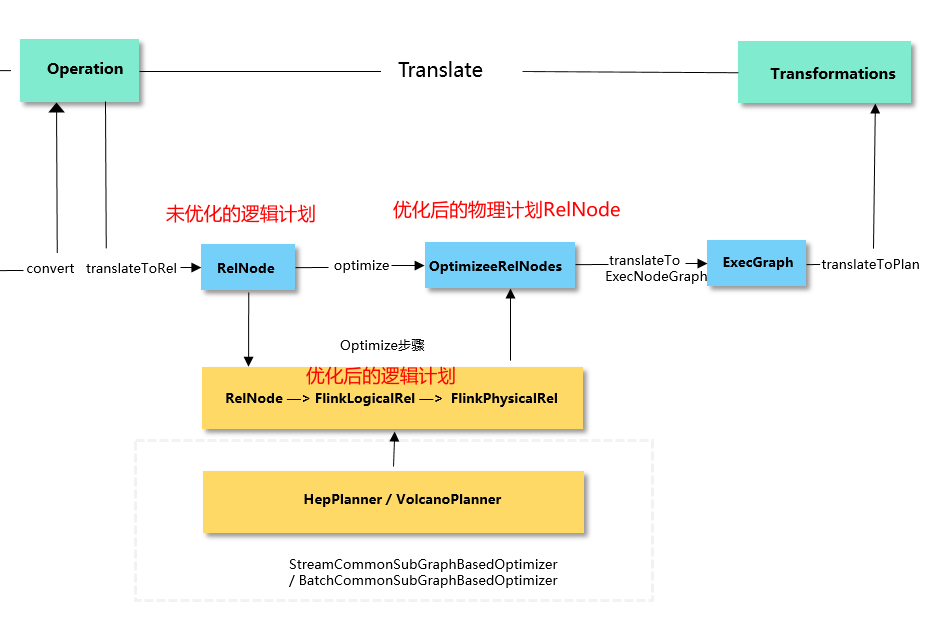 Operation
Translate
Transformations
未优化的逻辑计划
优化后的物理计划RelNode
convert
translateToRel
RelNode
optimize
OptimizeeRelNodes
translateTo
ExecNodeGraph
ExecGraph
translateToPlan
Optimize步骤
优化后的逻辑计划
RelNode —> FlinkLogicalRel —> FlinkPhysicalRel
HepPlanner / VolcanoPlanner
StreamCommonSubGraphBasedOptimizer
/ BatchCommonSubGraphBasedOptimizer